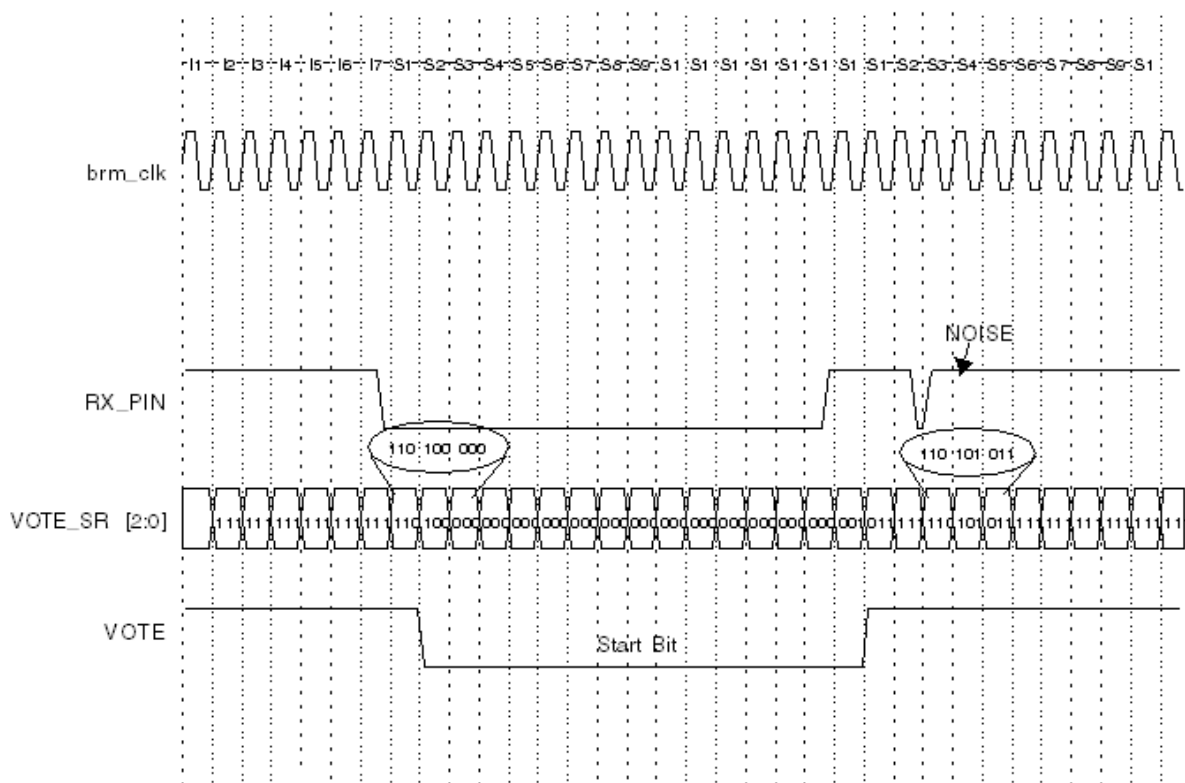 I1 I2 I3 I4 I5 I6 I7 S1 S2 S3 S4 S5 S6 S7 S8 S9 S1 S1 S1 S1 S1 S1 S1 S1 S2 S3 S4 S5 S6 S7 S8 S9 S1
brm_clk
NOISE
RX_PIN
110 100 000
110 101 011
VOTE_SR [2:0] 111 111 111 111 111 111 110 100 000 000 000 000 000 000 000 000 000 000 000 000 000 001 011 111 110 101 011 111 111 111 111 111 11
VOTE
Start Bit